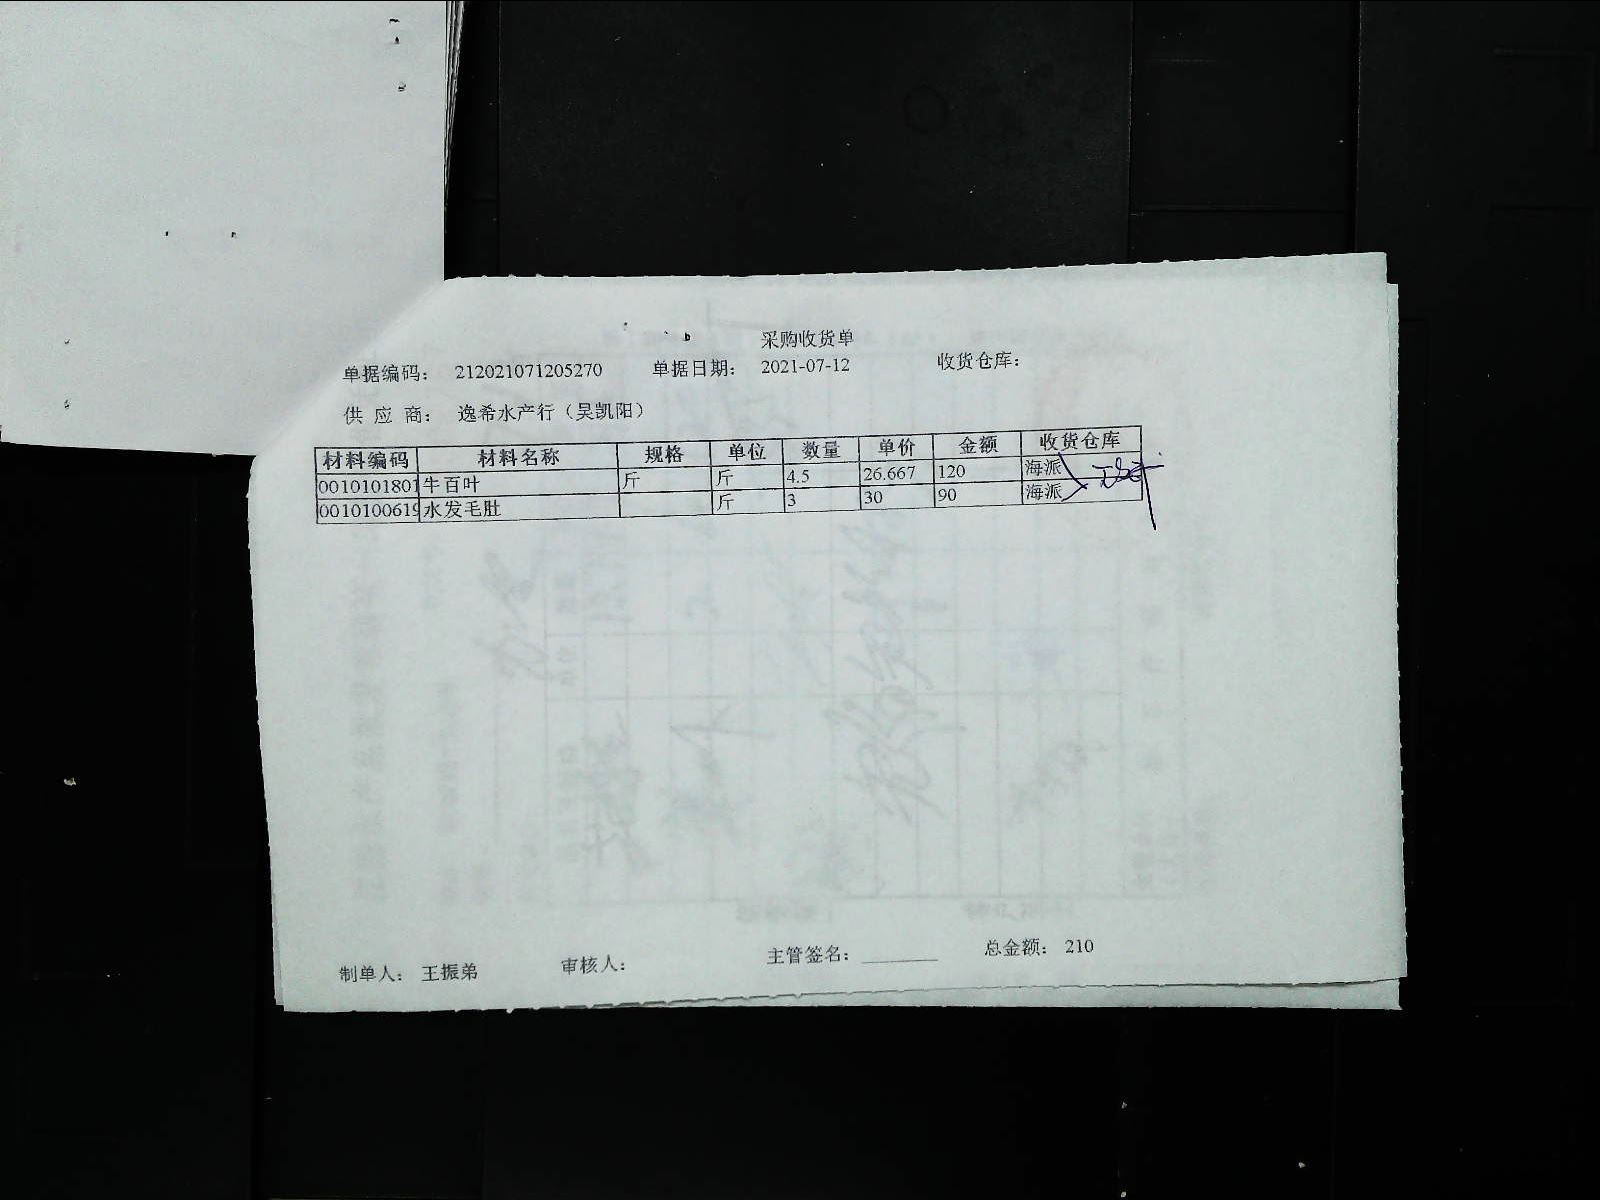 采购收货单
单据编码： 212021071205270 单据日期： 2021-07-12 收货仓库：
供 应 商： 逸希水产行（吴凯阳）
材料编码 材料名称 规格 单位 数量 单价 金额 收货仓库
0010101801 牛百叶 斤 斤 4.5 26.667 120 海派
0010100619 水发毛肚 斤 3 30 90 海派
制单人： 王振弟 审核人： 主管签名： ________ 总金额： 210